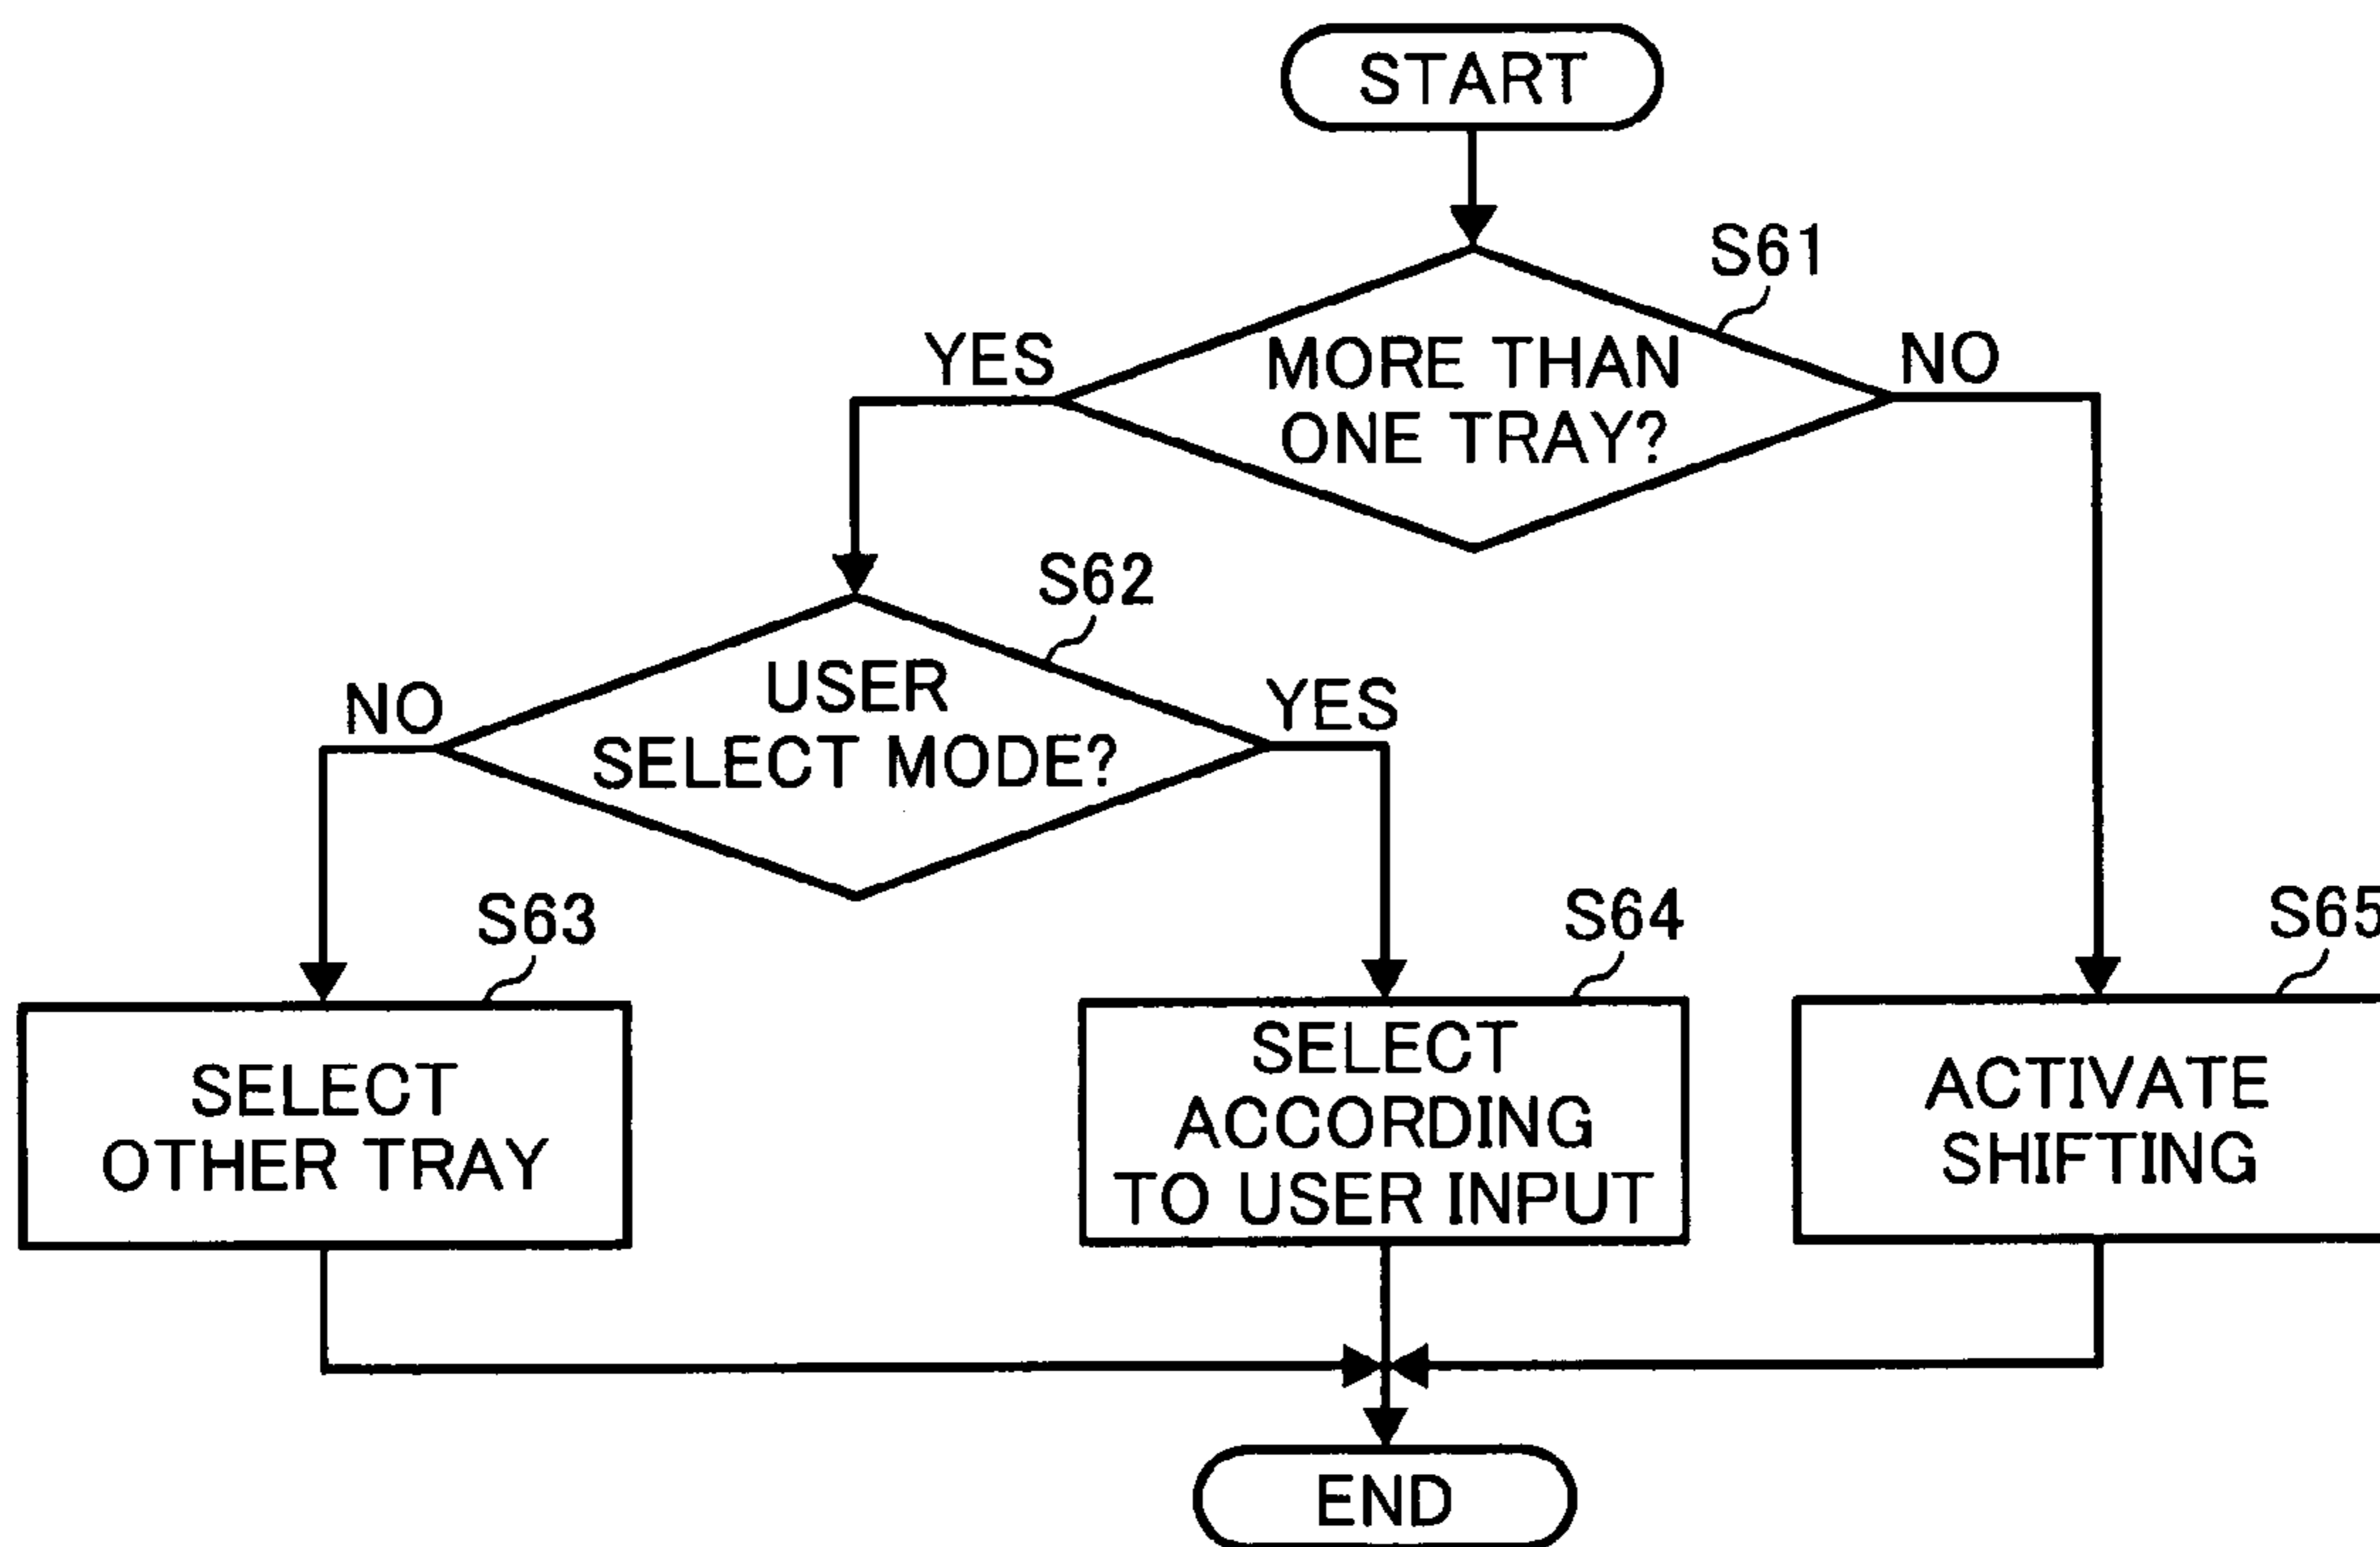 START
S61
YES
MORE THAN
NO
ONE TRAY?
S62
USER
NO
YES
SELECT MODE?
S63
S64
S65
SELECT
OTHER TRAY
SELECT
ACCORDING
TO USER INPUT
ACTIVATE
SHIFTING
END